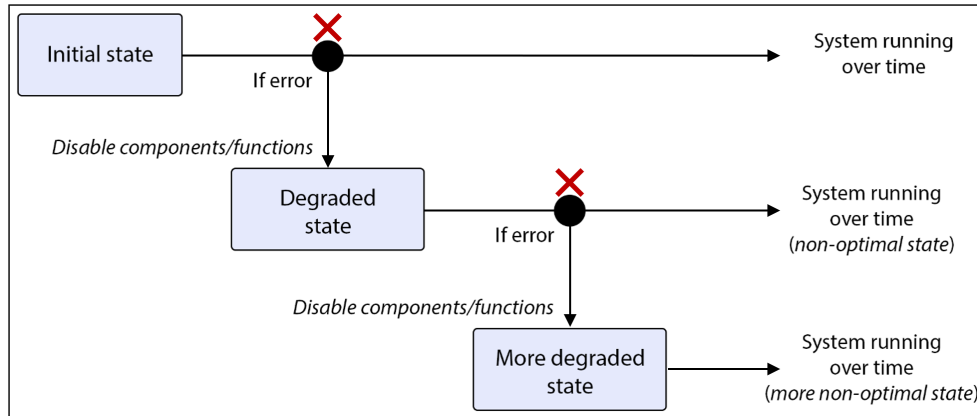 Initial state
If error
System running
over time
Disable components/functions
Degraded
state
If error
System running
over time
(non-optimal state)
Disable components/functions
More degraded
state
System running
over time
(more non-optimal state)